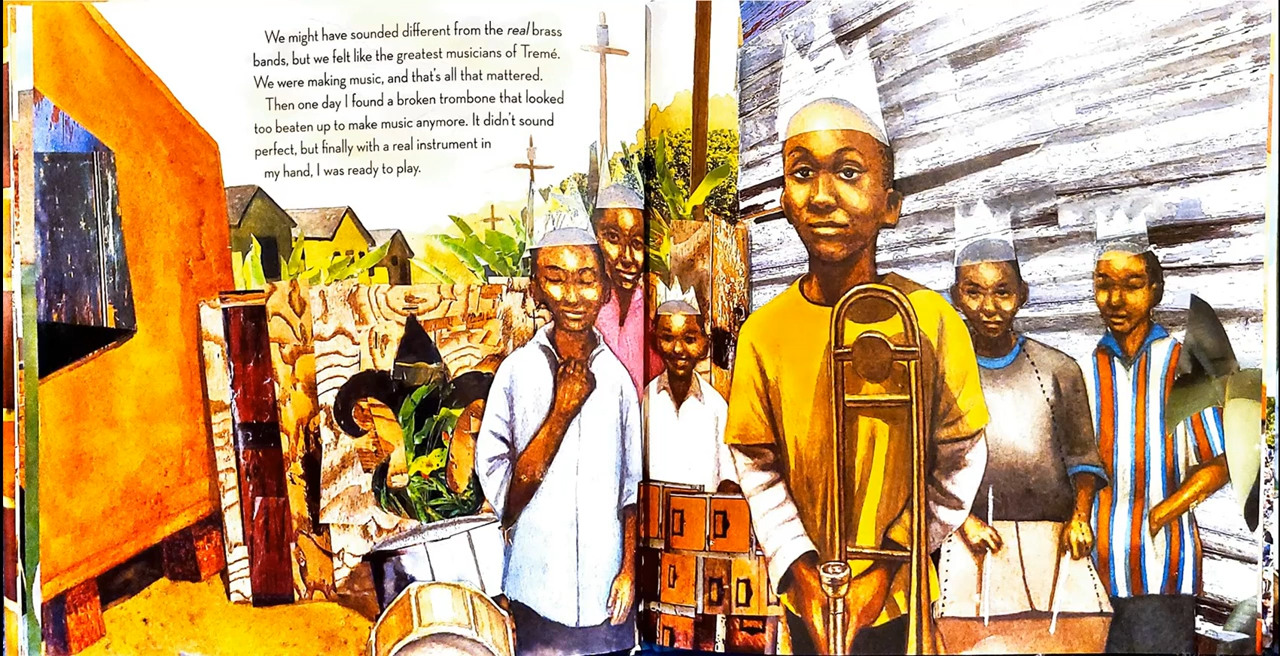 We might have sounded different from the real brass
bands, but we felt like the greatest musicians of Tremé.
We were making music, and that's all that mattered.
Then one day I found a broken trombone that looked
too beaten up to make music anymore. It didn't sound
perfect, but finally with a real instrument in
my hand, I was ready to play.